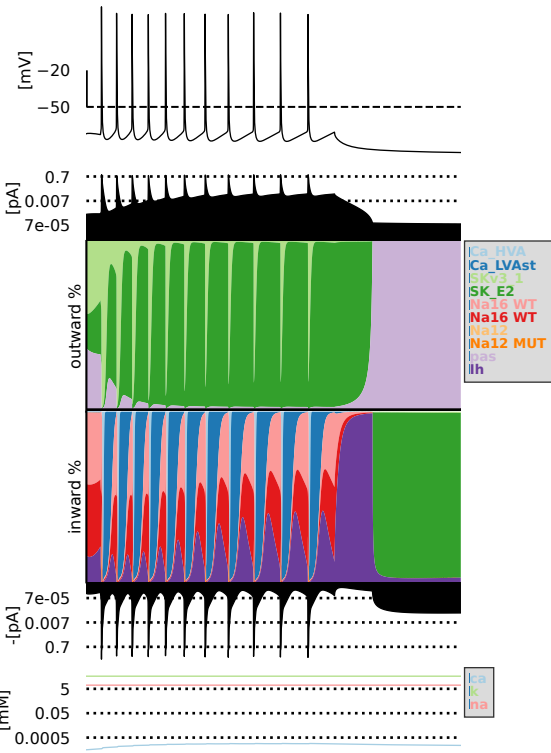 [mV]
−20
−50
[pA]
0.7
0.007
7e-05
outward %
Ca_HVA
Ca_LVAst
SKv3_1
SK_E2
Na16 WT
Na16 WT
Na12
Na12 MUT
pas
Ih
inward %
-[pA]
7e-05
0.007
0.7
[mM]
5
0.05
0.0005
ca
k
na